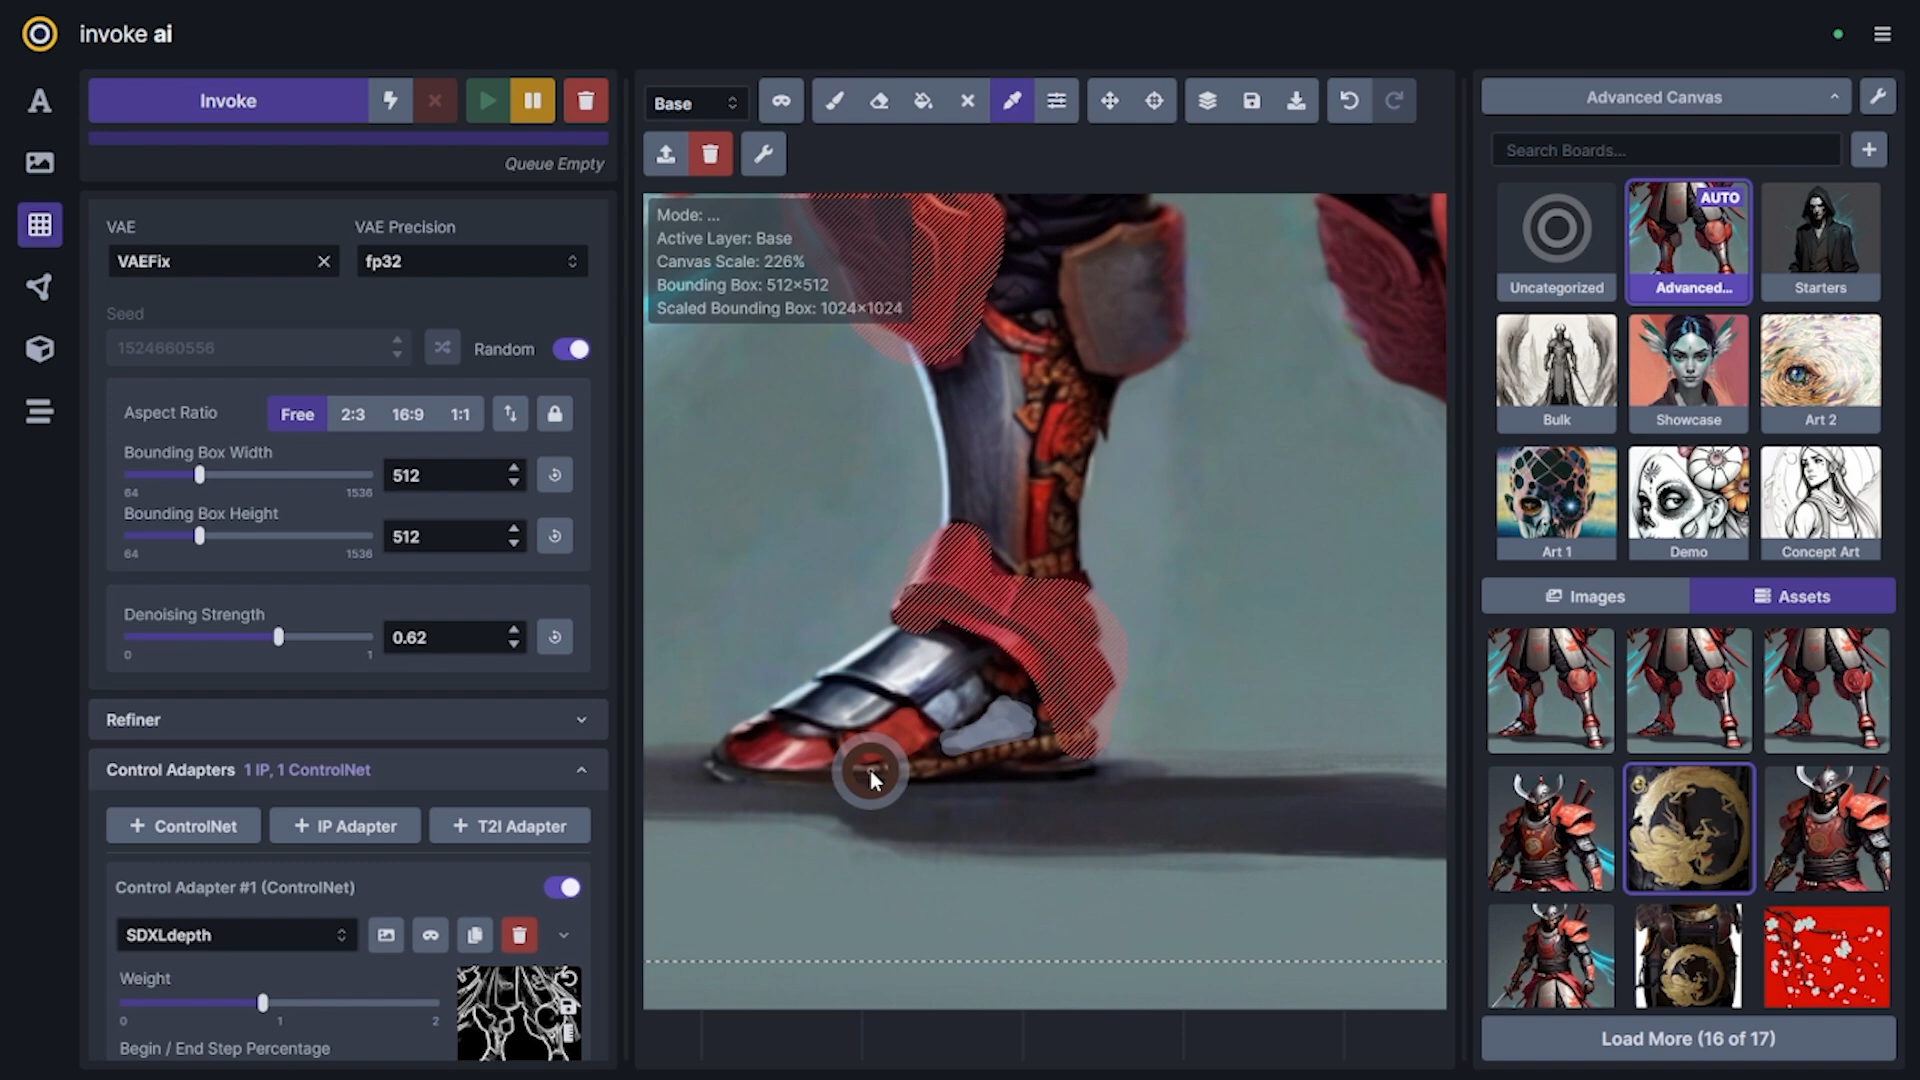 invoke ai
Invoke
Queue Empty
VAE
VAE Precision
VAEFix
fp32
Seed
1524660556
Random
Aspect Ratio
Free
2:3
16:9
1:1
Bounding Box Width
512
64
1536
Bounding Box Height
512
64
1536
Denoising Strength
0.62
0
1
Refiner
Control Adapters 1 IP, 1 ControlNet
+ ControlNet
+ IP Adapter
+ T2I Adapter
Control Adapter #1 (ControlNet)
SDXLdepth
Weight
0
1
2
Begin / End Step Percentage
Base
Mode: ...
Active Layer: Base
Canvas Scale: 226%
Bounding Box: 512×512
Scaled Bounding Box: 1024×1024
Advanced Canvas
Search Boards...
AUTO
Uncategorized
Advanced...
Starters
Bulk
Showcase
Art 2
Art 1
Demo
Concept Art
Images
Assets
Load More (16 of 17)